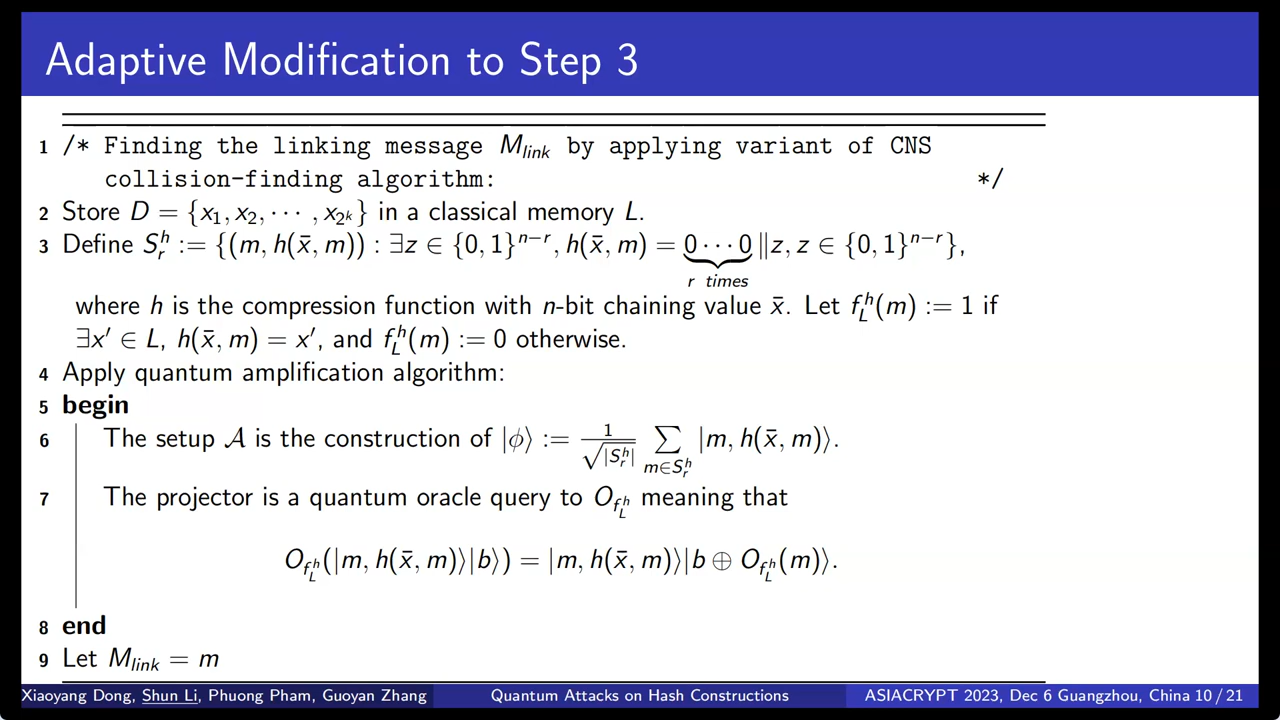 Adaptive Modification to Step 3
1 /* Finding the linking message M_link by applying variant of CNS
collision-finding algorithm: */
2 Store D = {x_1, x_2, ⋯ , x_{2^k}} in a classical memory L.
3 Define S_r^h := {(m, h(x̄, m)) : ∃z ∈ {0, 1}^{n−r}, h(x̄, m) = 0 ⋯ 0 ‖z, z ∈ {0, 1}^{n−r}},
r times
where h is the compression function with n-bit chaining value x̄. Let f_L^h(m) := 1 if
∃x′ ∈ L, h(x̄, m) = x′, and f_L^h(m) := 0 otherwise.
4 Apply quantum amplification algorithm:
5 begin
6 The setup 𝒜 is the construction of |ϕ⟩ := 1/√|S_r^h| ∑_{m∈S_r^h} |m, h(x̄, m)⟩.
7 The projector is a quantum oracle query to O_{f_L^h} meaning that
O_{f_L^h}(|m, h(x̄, m)⟩|b⟩) = |m, h(x̄, m)⟩|b ⊕ O_{f_L^h}(m)⟩.
8 end
9 Let M_link = m
Xiaoyang Dong, Shun Li, Phuong Pham, Guoyan Zhang Quantum Attacks on Hash Constructions ASIACRYPT 2023, Dec 6 Guangzhou, China 10 / 21